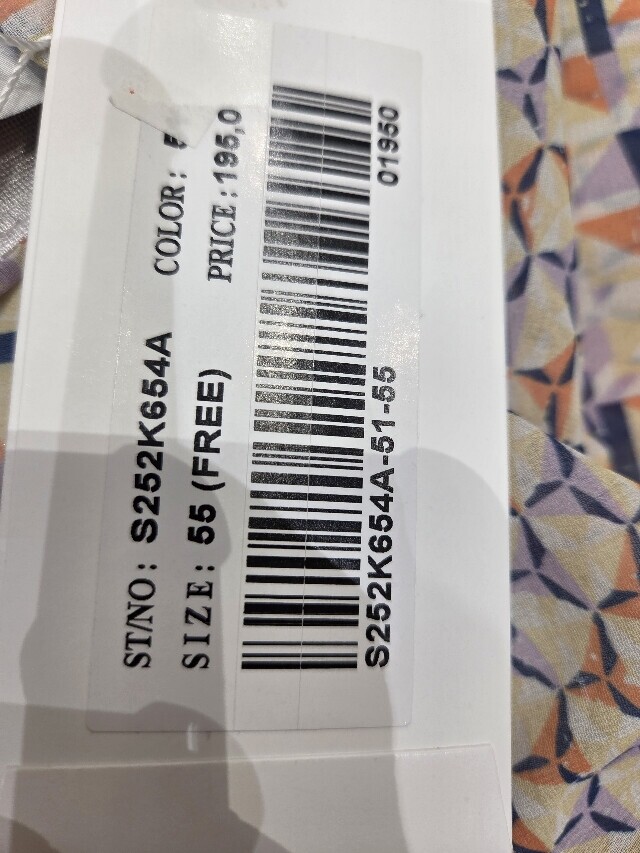 ST/NO : S252K654A COLOR :
SIZE : 55 (FREE) PRICE : 195,0
S252K654A-51-55 01950